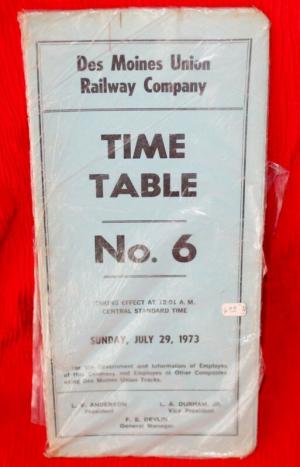 Des Moines Union
Railway Company
TIME
TABLE
No. 6
TAKING EFFECT AT 12:01 A. M.
CENTRAL STANDARD TIME
SUNDAY, JULY 29, 1973
For the Government and Information of Employes
of this Company and Employes of Other Companies
using Des Moines Union Tracks.
ANDERSON
President
L. A. DURHAM, JR.
Vice President
F. E. DEVLIN
General Manager